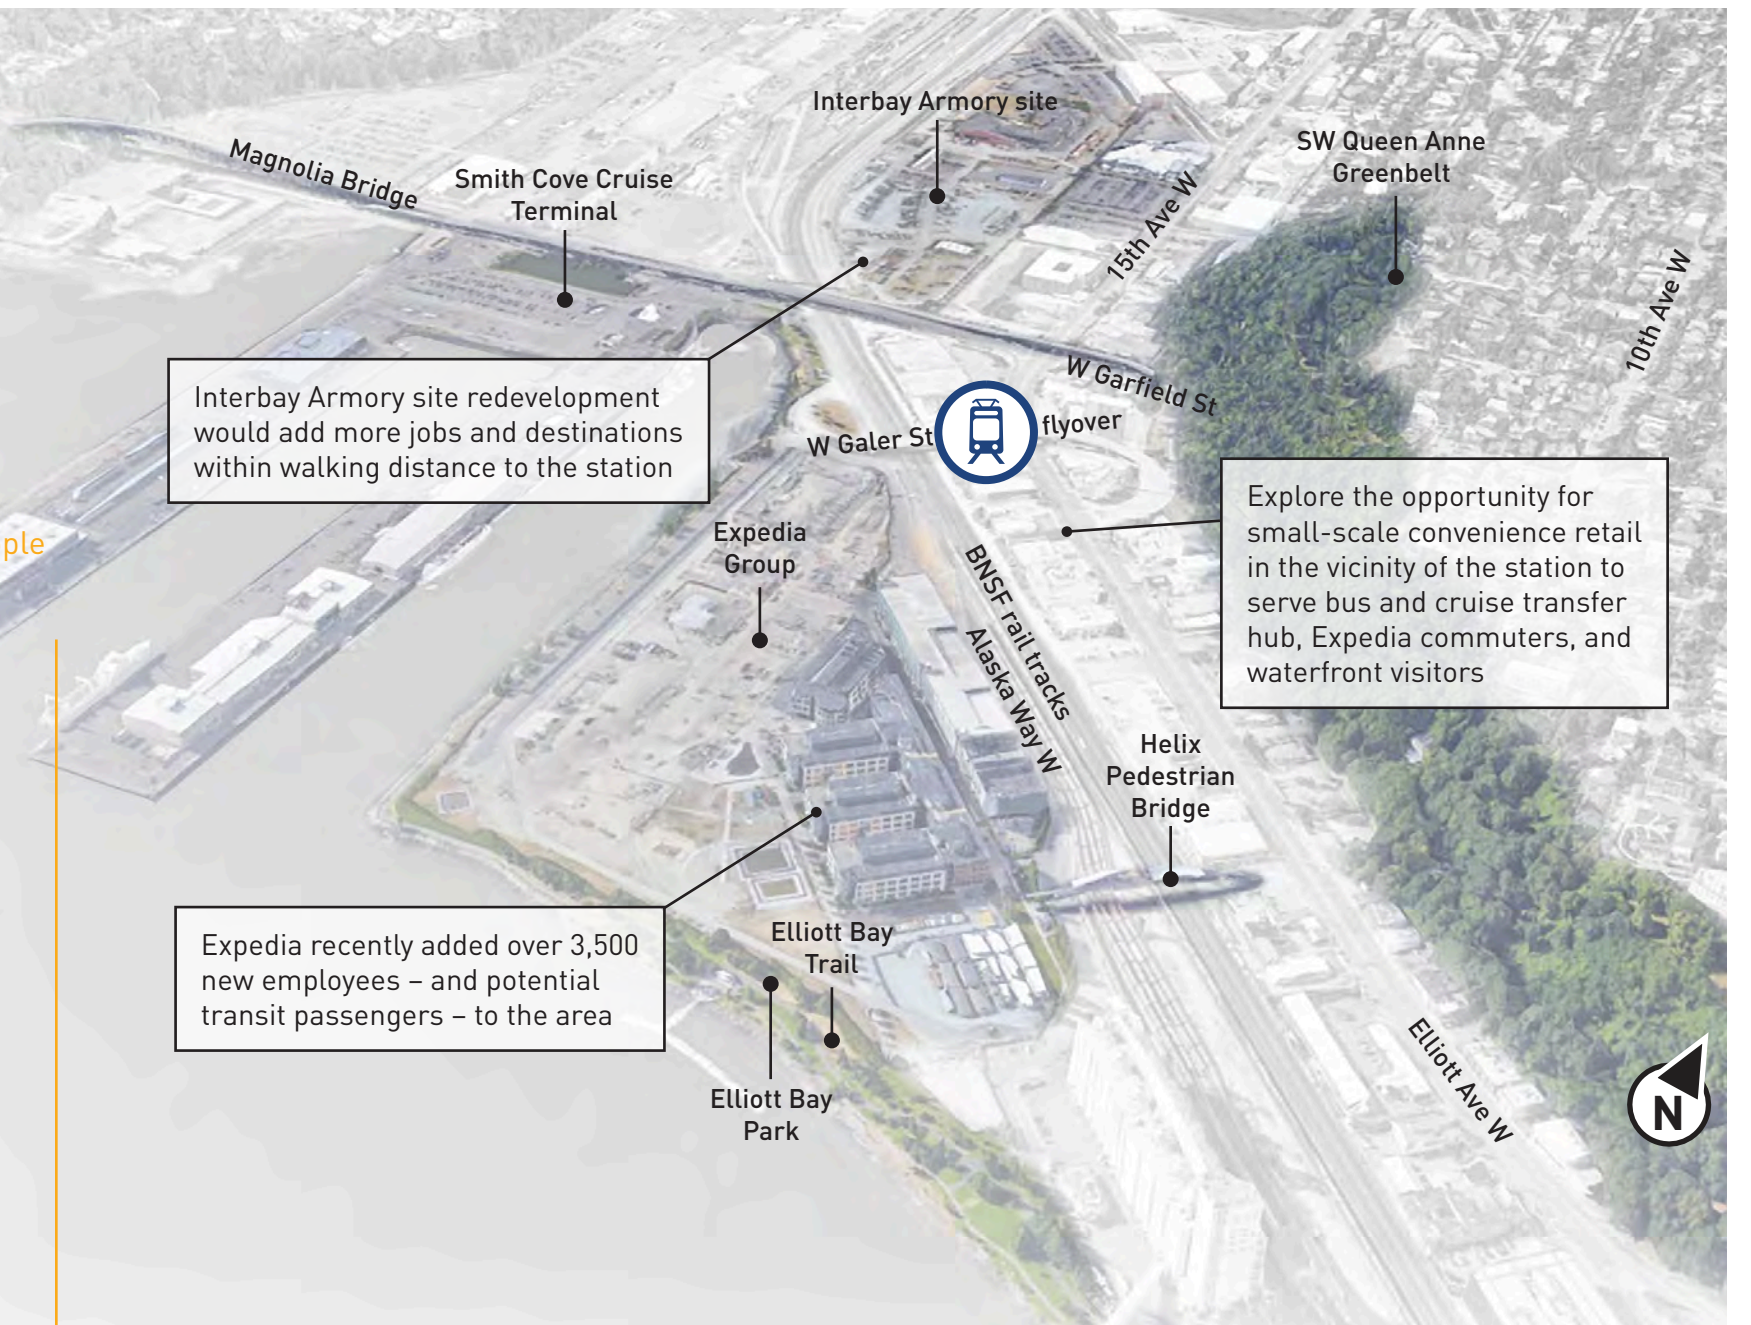 Interbay Armory site
SW Queen Anne
Greenbelt
Magnolia Bridge
Smith Cove Cruise
Terminal
15th Ave W
10th Ave W
W Garfield St
Interbay Armory site redevelopment
would add more jobs and destinations
within walking distance to the station
W Galer St
flyover
Explore the opportunity for
small-scale convenience retail
in the vicinity of the station to
serve bus and cruise transfer
hub, Expedia commuters, and
waterfront visitors
ple
Expedia
Group
BNSF rail tracks
Alaska Way W
Helix
Pedestrian
Bridge
Expedia recently added over 3,500
new employees – and potential
transit passengers – to the area
Elliott Bay
Trail
Elliott Bay
Park
Elliott Ave W
N